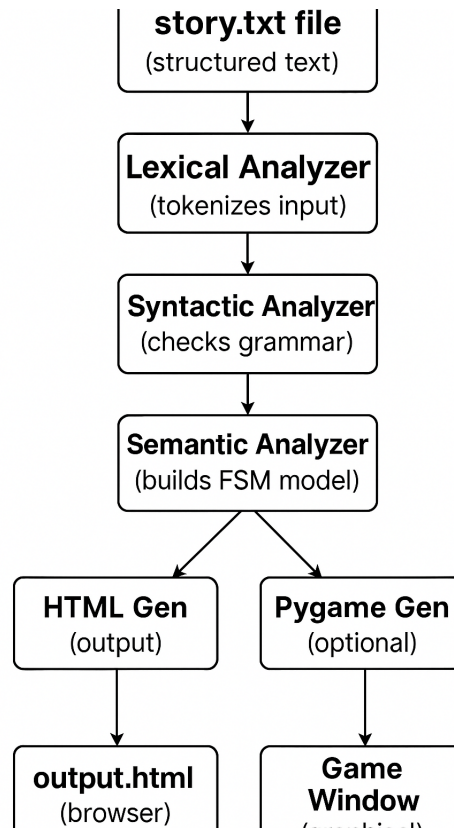 story.txt file
(structured text)
Lexical Analyzer
(tokenizes input)
Syntactic Analyzer
(checks grammar)
Semantic Analyzer
(builds FSM model)
HTML Gen
(output)
Pygame Gen
(optional)
output.html
(browser)
Game
Window
(graphical)